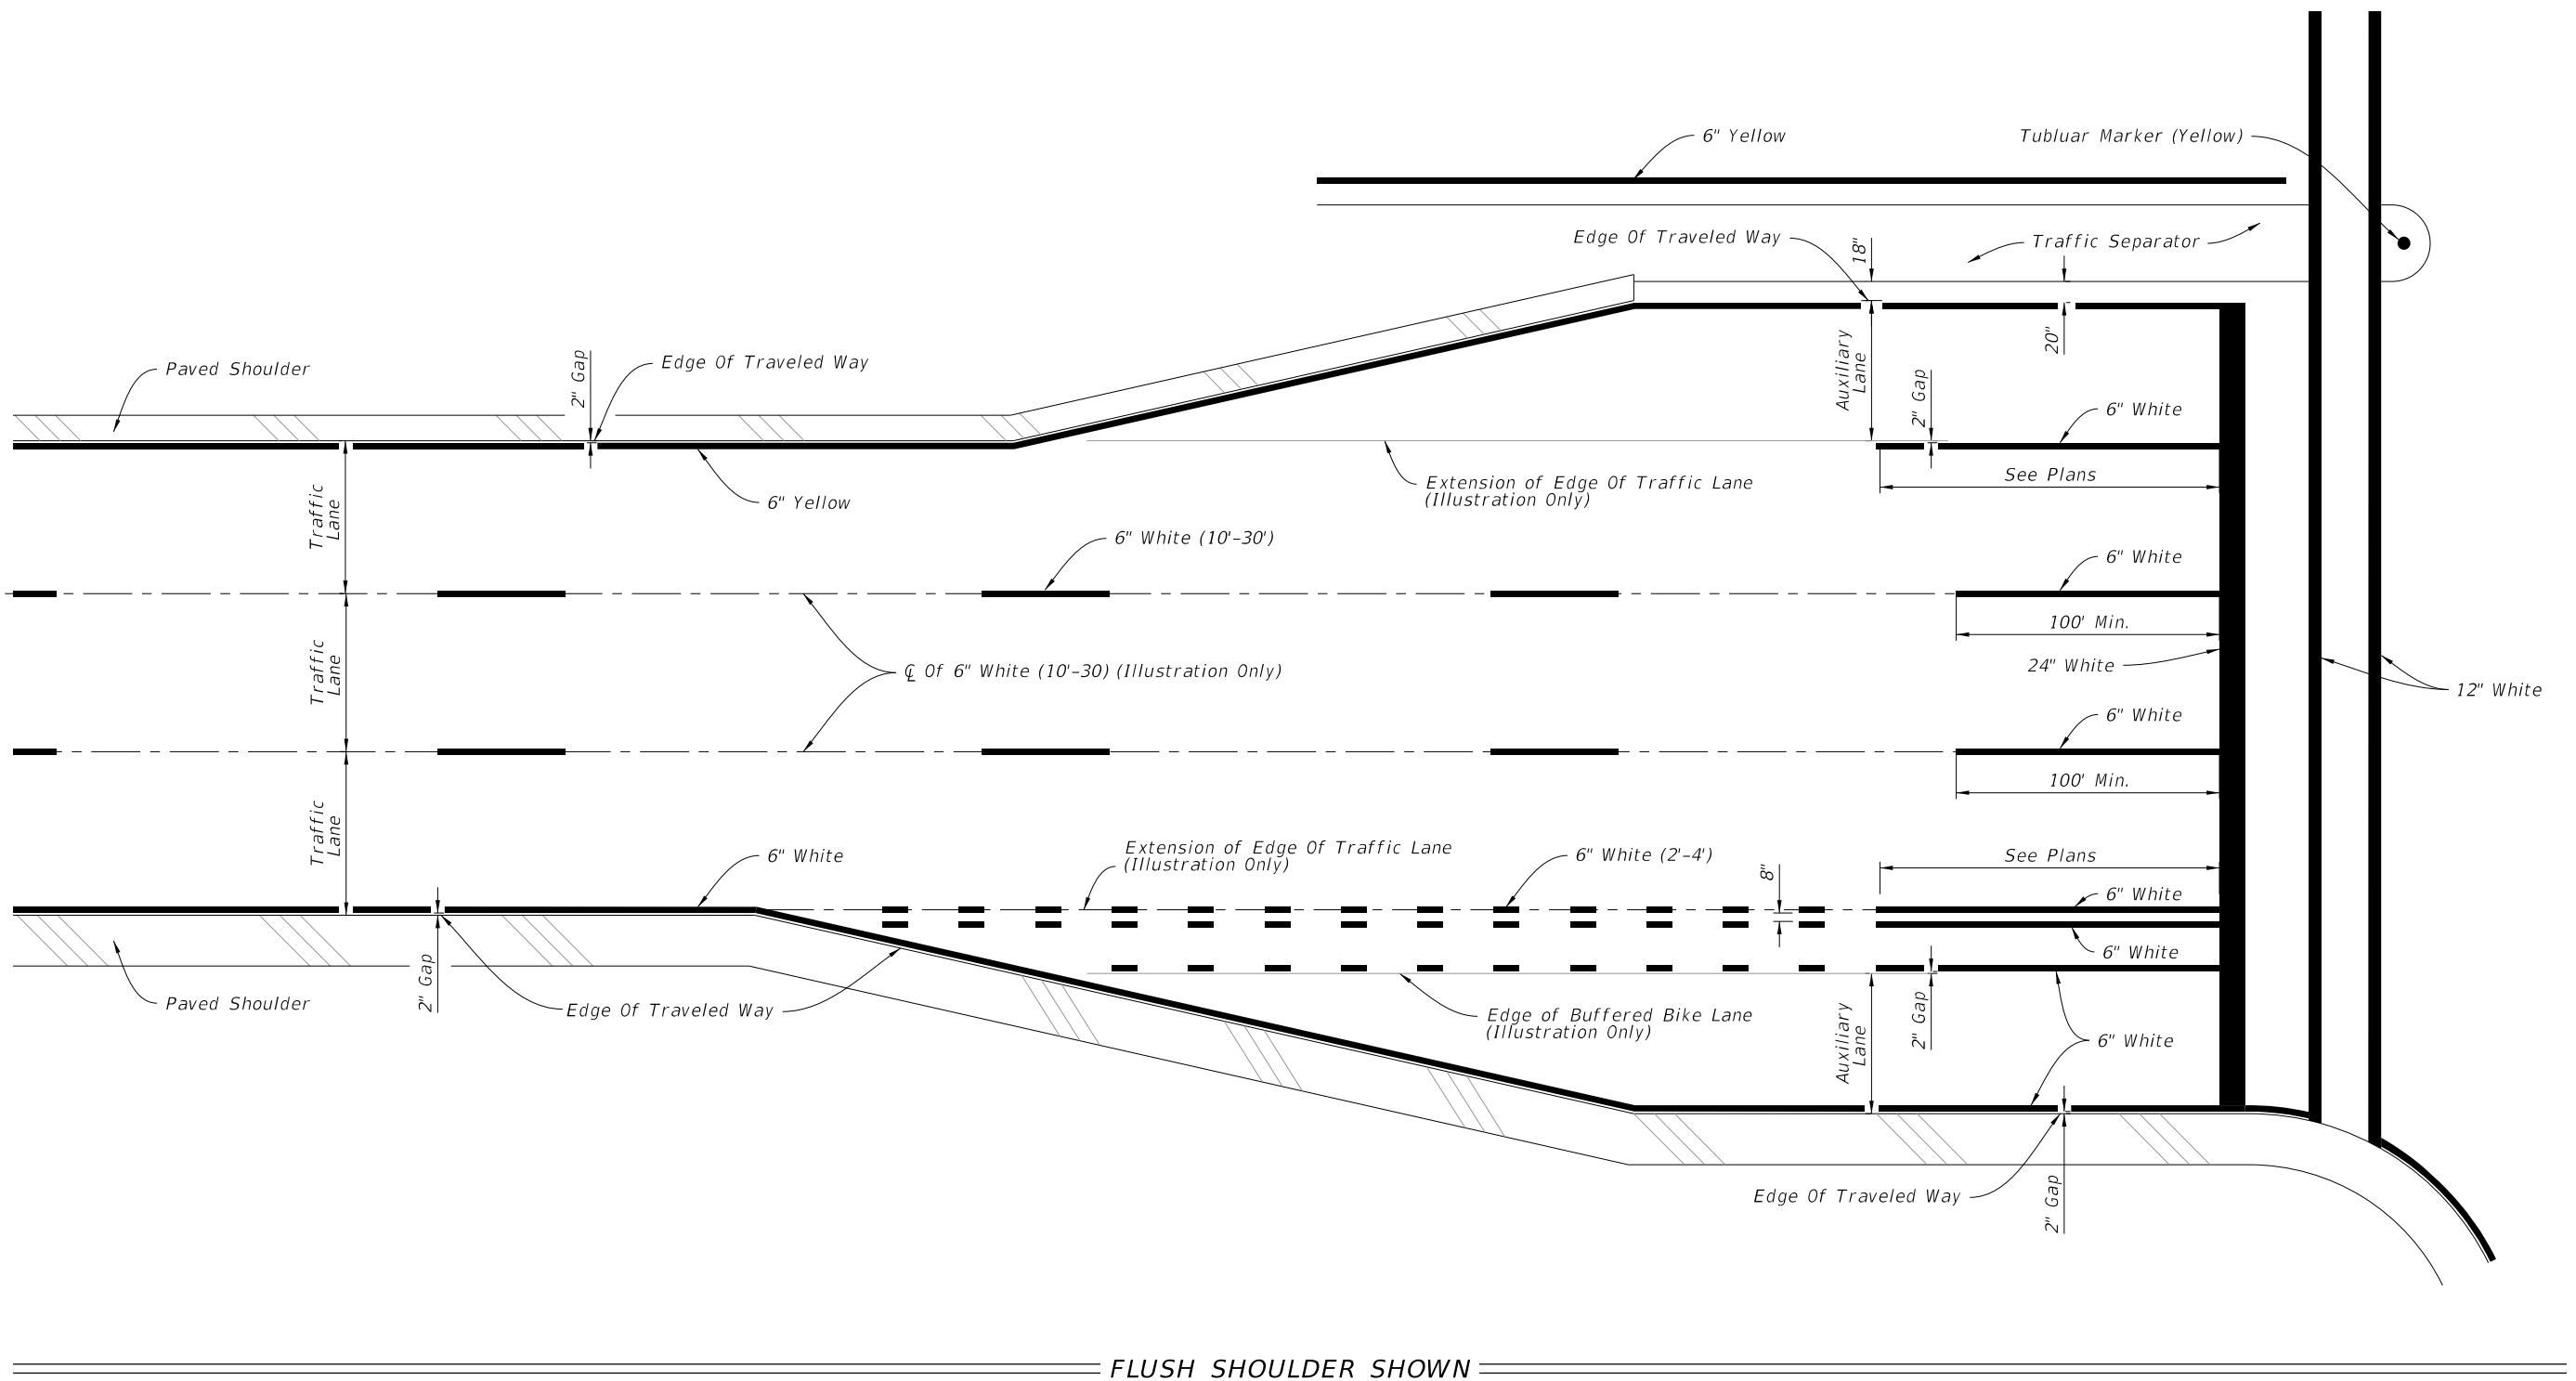 6" Yellow
Tubluar Marker (Yellow)
Edge Of Traveled Way
18"
Traffic Separator
20"
Paved Shoulder
2" Gap
Edge Of Traveled Way
Auxiliary
Lane
2" Gap
6" White
See Plans
Extension of Edge Of Traffic Lane
(Illustration Only)
6" Yellow
Traffic
Lane
6" White (10'-30')
6" White
100' Min.
24" White
Traffic
Lane
℄ Of 6" White (10'-30) (Illustration Only)
12" White
6" White
100' Min.
Traffic
Lane
6" White
Extension of Edge Of Traffic Lane
(Illustration Only)
6" White (2'-4')
8"
See Plans
6" White
6" White
Paved Shoulder
2" Gap
Edge Of Traveled Way
Edge of Buffered Bike Lane
(Illustration Only)
Auxiliary
Lane
2" Gap
6" White
Edge Of Traveled Way
2" Gap
FLUSH SHOULDER SHOWN